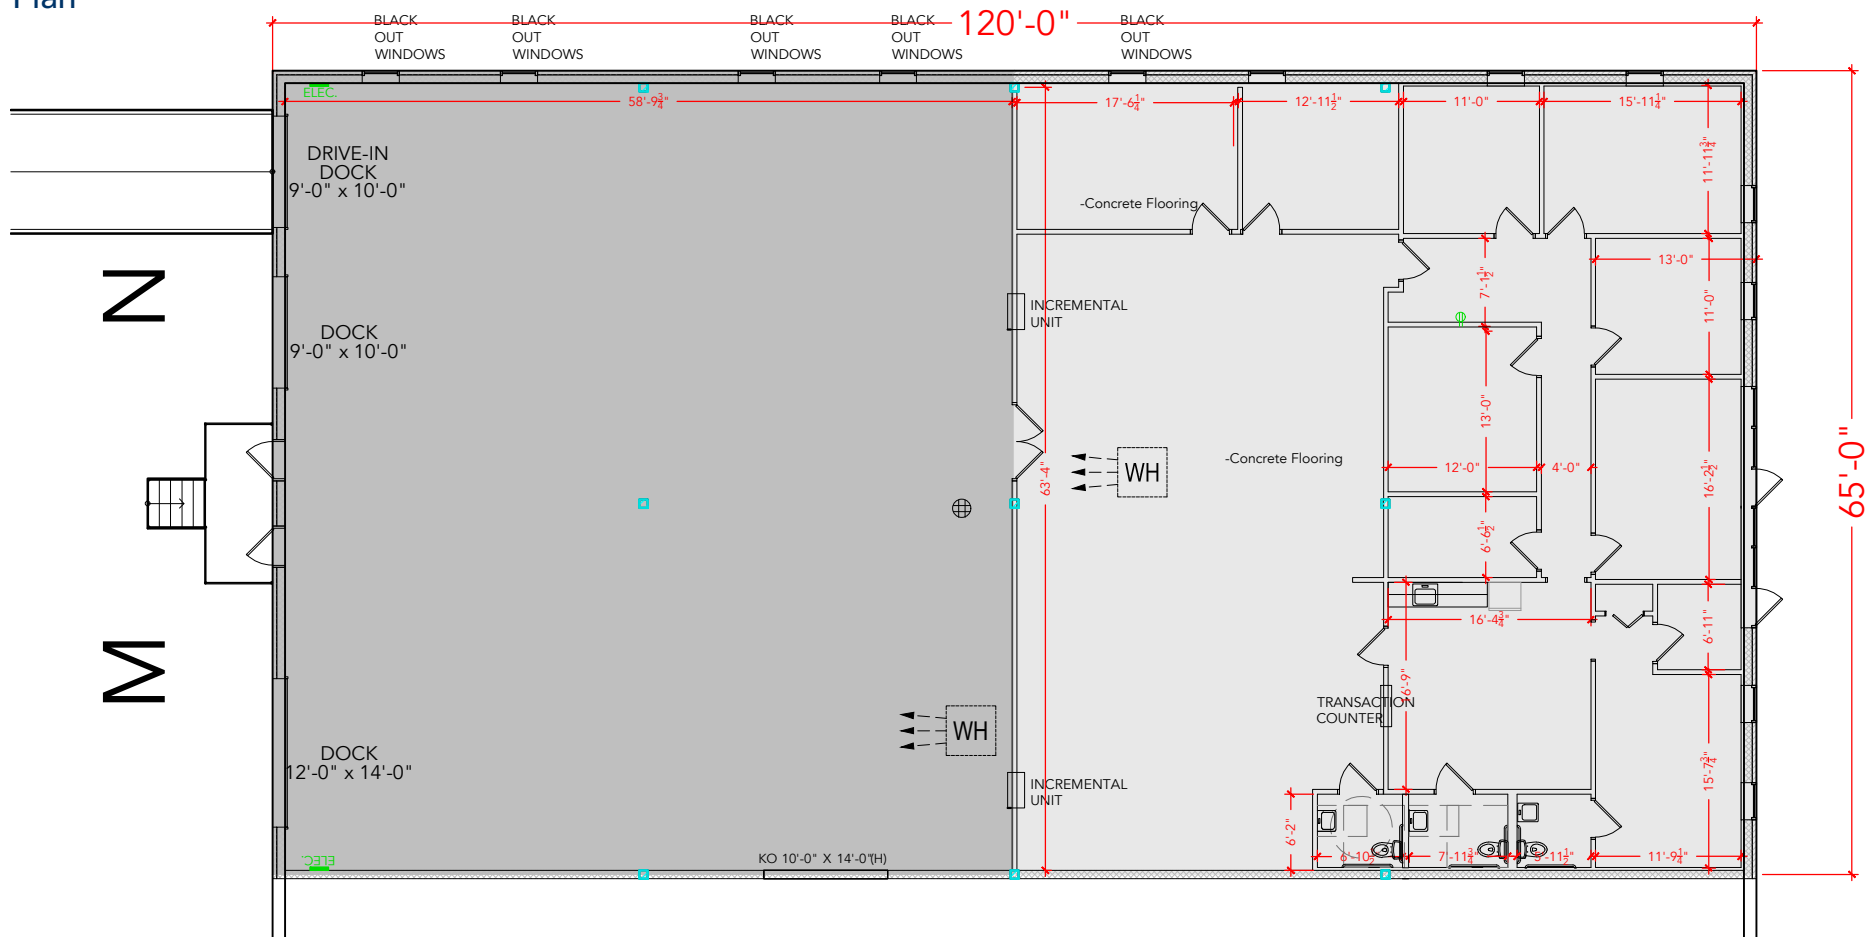 Plan
BLACK
OUT
WINDOWS
BLACK
OUT
WINDOWS
BLACK
OUT
WINDOWS
BLACK
OUT
WINDOWS
120'-0"
BLACK
OUT
WINDOWS
ELEC.
58'-9¾"
17'-6¼"
12'-11½"
11'-0"
15'-11¼"
11'-11¾"
DRIVE-IN
DOCK
9'-0" x 10'-0"
-Concrete Flooring
N
7'-1½"
13'-0"
11'-0"
INCREMENTAL
UNIT
DOCK
9'-0" x 10'-0"
13'-0"
-Concrete Flooring
WH
63'-4"
12'-0"
4'-0"
16'-2½"
65'-0"
6'-6½"
16'-4¾"
6'-11"
M
TRANSACTION
COUNTER
WH
DOCK
12'-0" x 14'-0"
INCREMENTAL
UNIT
15'-7¾"
6'-2"
ELEC.
KO 10'-0" X 14'-0"(H)
7'-11¾"
5'-11½"
11'-9¼"